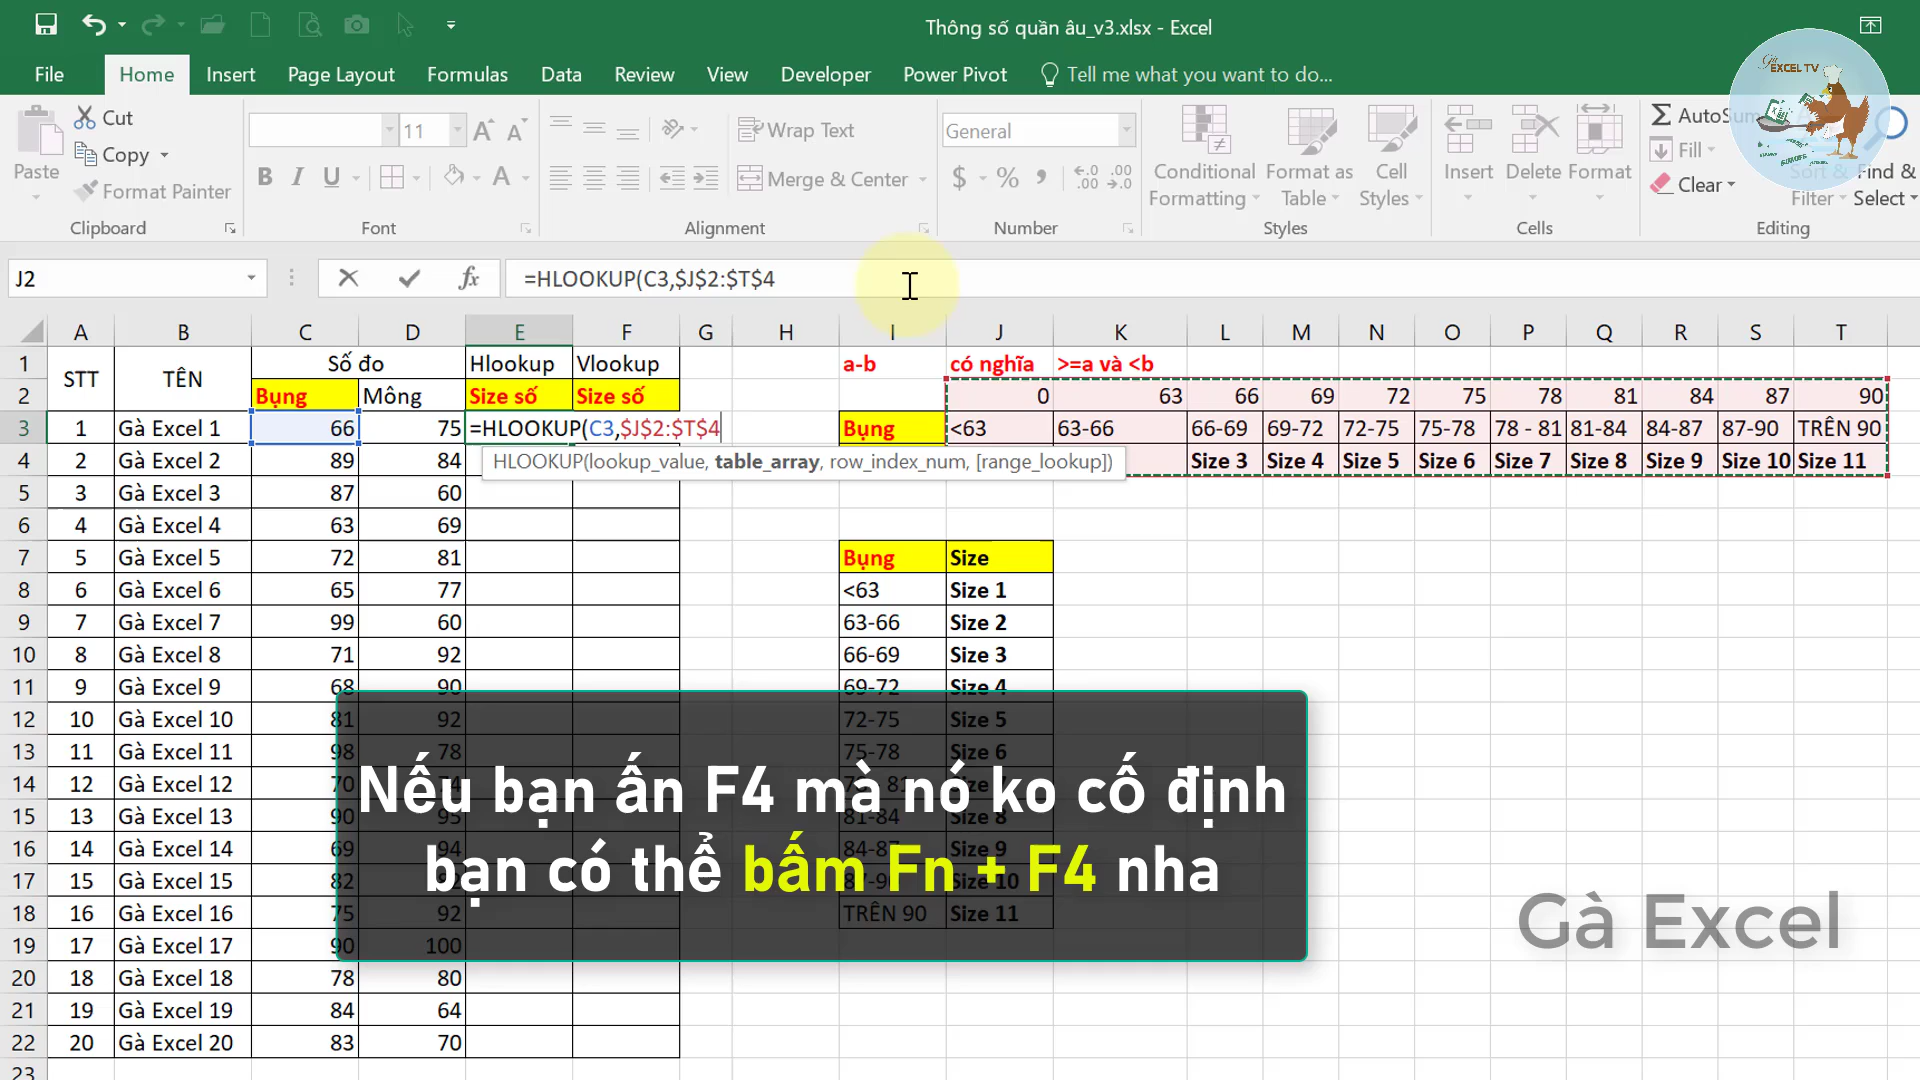 Thông số quần âu_v3.xlsx - Excel
File Home Insert Page Layout Formulas Data Review View Developer Power Pivot Tell me what you want to do...
EXCEL TV
Cut
Copy
Format Painter
Paste
Clipboard
11
B I U A
Font
Wrap Text
Merge & Center
Alignment
General
$ % ,
Number
Conditional Formatting
Format as Table
Cell Styles
Styles
Insert Delete Format
Cells
AutoSum
Fill
Clear
Sort & Filter
Find & Select
Editing
J2 fx =HLOOKUP(C3,$J$2:$T$4
A B C D E F G H I J K L M N O P Q R S T
1 STT TÊN Số đo Hlookup Vlookup a-b có nghĩa >=a và <b
2 Bụng Mông Size số Size số 0 63 66 69 72 75 78 81 84 87 90
3 1 Gà Excel 1 66 75 =HLOOKUP(C3,$J$2:$T$4 Bụng <63 63-66 66-69 69-72 72-75 75-78 78 - 81 81-84 84-87 87-90 TRÊN 90
HLOOKUP(lookup_value, table_array, row_index_num, [range_lookup])
4 2 Gà Excel 2 89 84 Size 3 Size 4 Size 5 Size 6 Size 7 Size 8 Size 9 Size 10 Size 11
5 3 Gà Excel 3 87 60
6 4 Gà Excel 4 63 69
7 5 Gà Excel 5 72 81 Bụng Size
8 6 Gà Excel 6 65 77 <63 Size 1
9 7 Gà Excel 7 99 60 63-66 Size 2
10 8 Gà Excel 8 71 92 66-69 Size 3
11 9 Gà Excel 9 68 90 69-72 Size 4
12 10 Gà Excel 10 81 92 72-75 Size 5
13 11 Gà Excel 11 98 78 75-78 Size 6
14 12 Gà Excel 12 70 74
15 13 Gà Excel 13 90 95 81-84 Size 8
16 14 Gà Excel 14 69 94 84-87 Size 9
17 15 Gà Excel 15 82 Size 10
18 16 Gà Excel 16 75 92 TRÊN 90 Size 11
19 17 Gà Excel 17 90 100
20 18 Gà Excel 18 78 80
21 19 Gà Excel 19 84 64
22 20 Gà Excel 20 83 70
23
Nếu bạn ấn F4 mà nó ko cố định
bạn có thể bấm Fn + F4 nha
Gà Excel